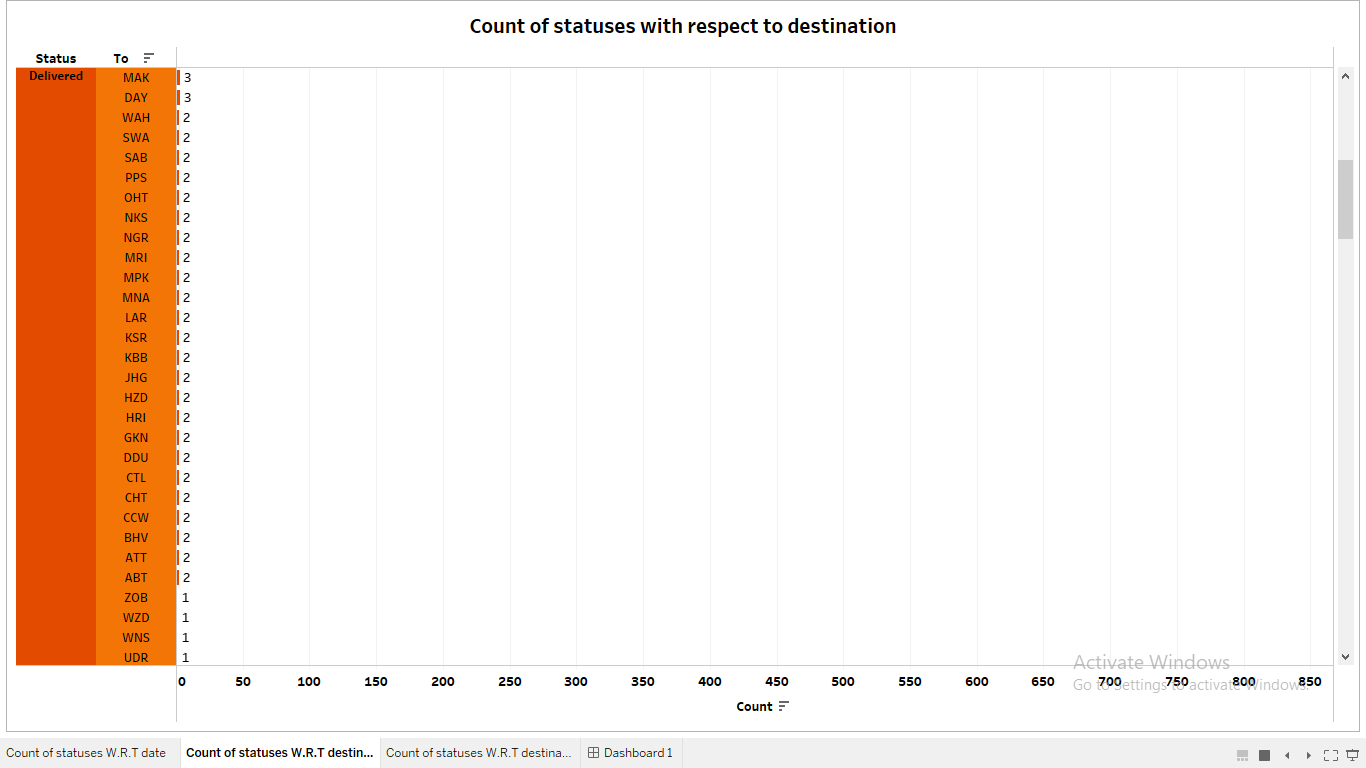 Count of statuses with respect to destination
Status To
Delivered MAK 3
DAY 3
WAH 2
SWA 2
SAB 2
PPS 2
OHT 2
NKS 2
NGR 2
MRI 2
MPK 2
MNA 2
LAR 2
KSR 2
KBB 2
JHG 2
HZD 2
HRI 2
GKN 2
DDU 2
CTL 2
CHT 2
CCW 2
BHV 2
ATT 2
ABT 2
ZOB 1
WZD 1
WNS 1
UDR 1
Activate Windows
Go to Settings to activate Windows.
0 50 100 150 200 250 300 350 400 450 500 550 600 650 700 750 800 850
Count
Count of statuses W.R.T date Count of statuses W.R.T destin... Count of statuses W.R.T destina... Dashboard 1